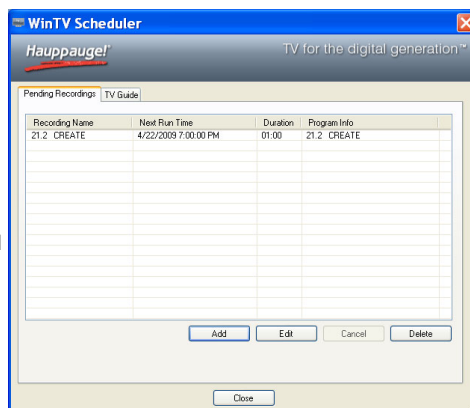 WinTV Scheduler
Hauppauge!™ TV for the digital generation™
Pending Recordings TV Guide
Recording Name Next Run Time Duration Program Info
21.2 CREATE 4/22/2009 7:00:00 PM 01:00 21.2 CREATE
Add Edit Cancel Delete
Close